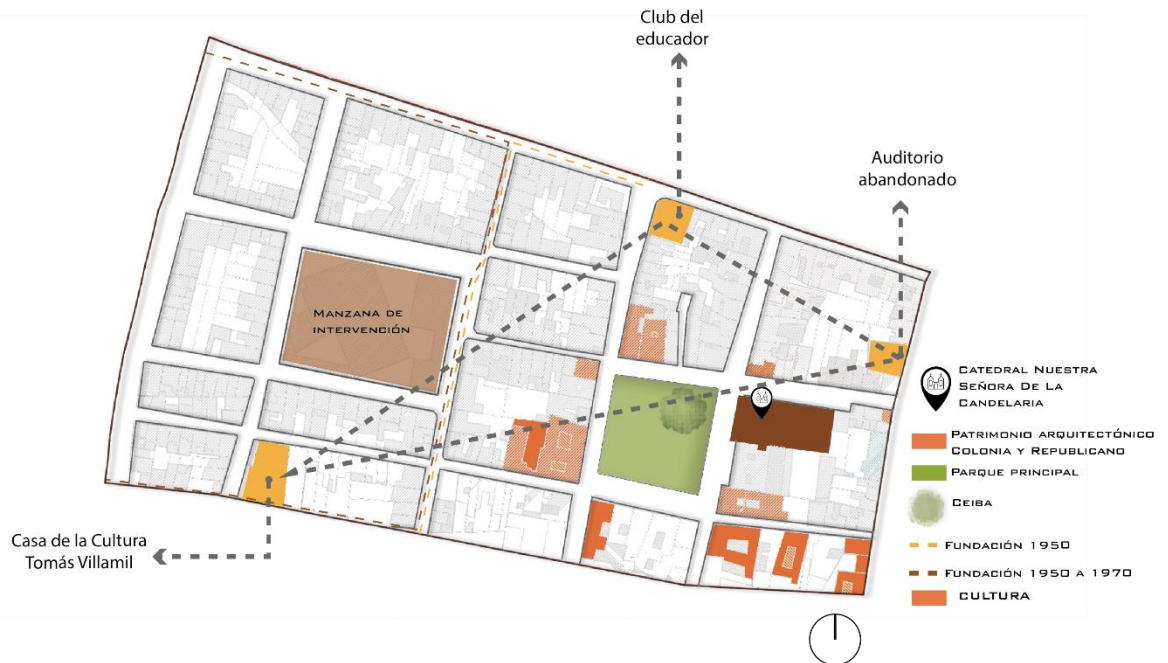 Club del
educador
Auditorio
abandonado
MANZANA DE
INTERVENCIÓN
CATEDRAL NUESTRA
SEÑORA DE LA
CANDELARIA
PATRIMONIO ARQUITECTÓNICO
COLONIA Y REPUBLICANO
PARQUE PRINCIPAL
CEIBA
FUNDACIÓN 1950
FUNDACIÓN 1950 A 1970
CULTURA
Casa de la Cultura
Tomás Villamil